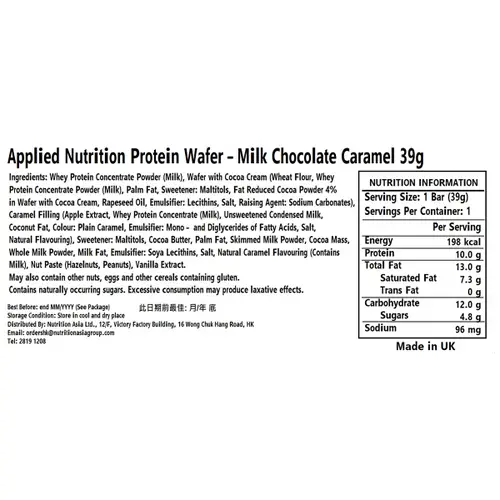 Applied Nutrition Protein Wafer – Milk Chocolate Caramel 39g
Ingredients: Whey Protein Concentrate Powder (Milk), Wafer with Cocoa Cream (Wheat Flour, Whey
Protein Concentrate Powder (Milk), Palm Fat, Sweetener: Maltitols, Fat Reduced Cocoa Powder 4%
in Wafer with Cocoa Cream, Rapeseed Oil, Emulsifier: Lecithins, Salt, Raising Agent: Sodium Carbonates),
Caramel Filling (Apple Extract, Whey Protein Concentrate (Milk), Unsweetened Condensed Milk,
Coconut Fat, Colour: Plain Caramel, Emulsifier: Mono - and Diglycerides of Fatty Acids, Salt,
Natural Flavouring), Sweetener: Maltitols, Cocoa Butter, Palm Fat, Skimmed Milk Powder, Cocoa Mass,
Whole Milk Powder, Milk Fat, Emulsifier: Soya Lecithins, Salt, Natural Caramel Flavouring (Contains
Milk), Nut Paste (Hazelnuts, Peanuts), Vanilla Extract.
May also contain other nuts, eggs and other cereals containing gluten.
Contains naturally occurring sugars. Excessive consumption may produce laxative effects.
Best Before: end MM/YYYY (See Package) 此日期前最佳: 月/年 底
Storage Condition: Store in cool and dry place
Distributed By: Nutrition Asia Ltd., 12/F, Victory Factory Building, 16 Wong Chuk Hang Road, HK
Email: ordershk@nutritionasiagroup.com
Tel: 2819 1208
NUTRITION INFORMATION
Serving Size: 1 Bar (39g)
Servings Per Container: 1
Per Serving
Energy 198 kcal
Protein 10.0 g
Total Fat 13.0 g
Saturated Fat 7.3 g
Trans Fat 0 g
Carbohydrate 12.0 g
Sugars 4.8 g
Sodium 96 mg
Made in UK